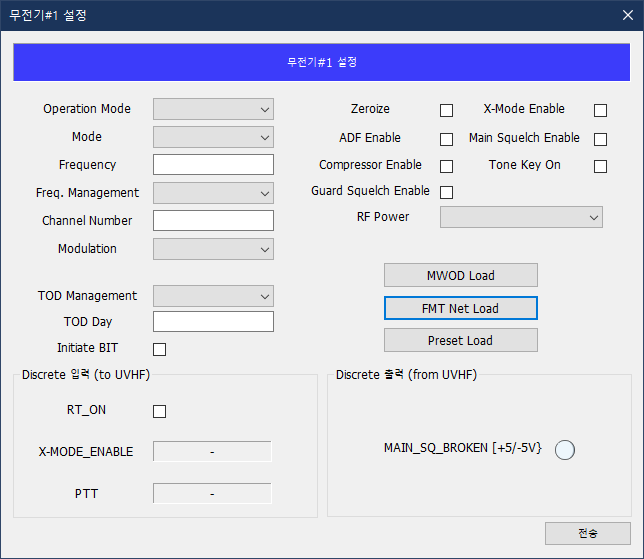 무전기#1 설정
무전기#1 설정
Operation Mode
Mode
Frequency
Freq. Management
Channel Number
Modulation
TOD Management
TOD Day
Initiate BIT
Zeroize
X-Mode Enable
ADF Enable
Main Squelch Enable
Compressor Enable
Tone Key On
Guard Squelch Enable
RF Power
MWOD Load
FMT Net Load
Preset Load
Discrete 입력 (to UVHF)
RT_ON
X-MODE_ENABLE
-
PTT
-
Discrete 출력 (from UVHF)
MAIN_SQ_BROKEN [+5/-5V}
전송